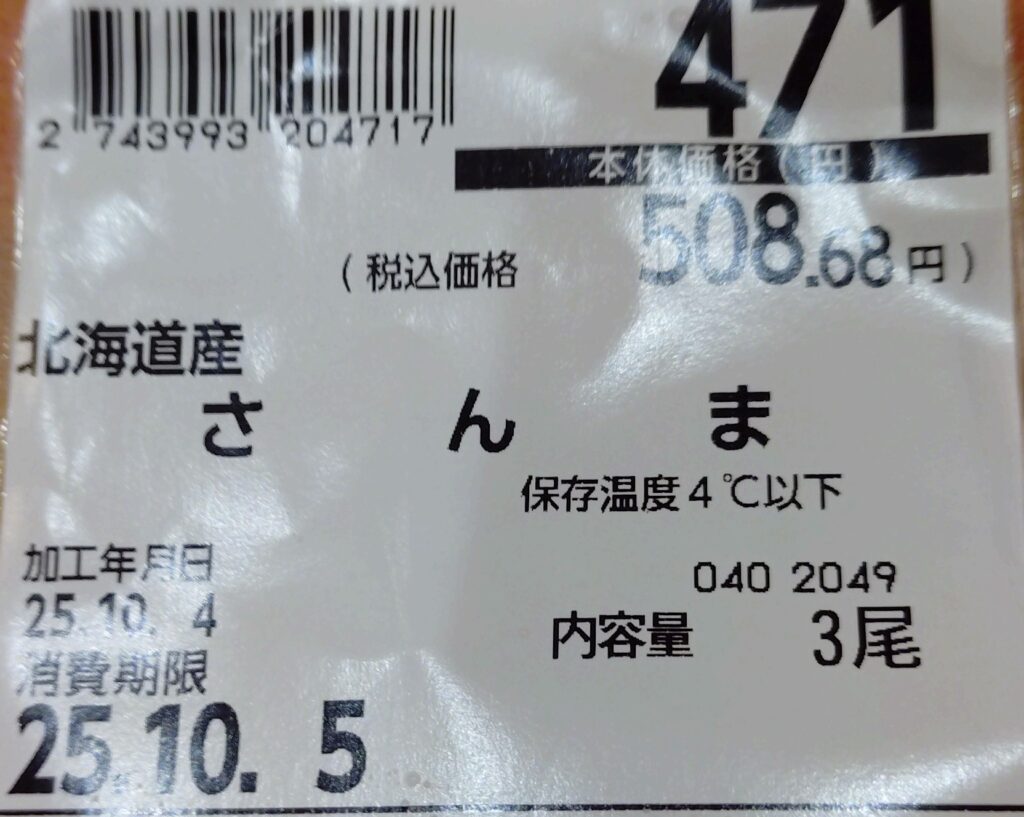 471
2 743993 204717
本体価格(円)
(税込価格 508.68円)
北海道産
さんま
保存温度4℃以下
加工年月日
040 2049
25.10. 4
内容量 3尾
消費期限
25.10. 5